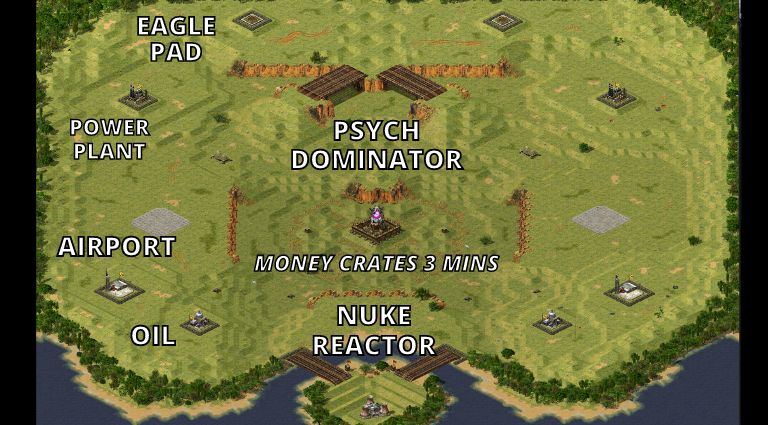 EAGLE
PAD
POWER
PLANT
PSYCH
DOMINATOR
AIRPORT
MONEY CRATES 3 MINS
OIL
NUKE
REACTOR